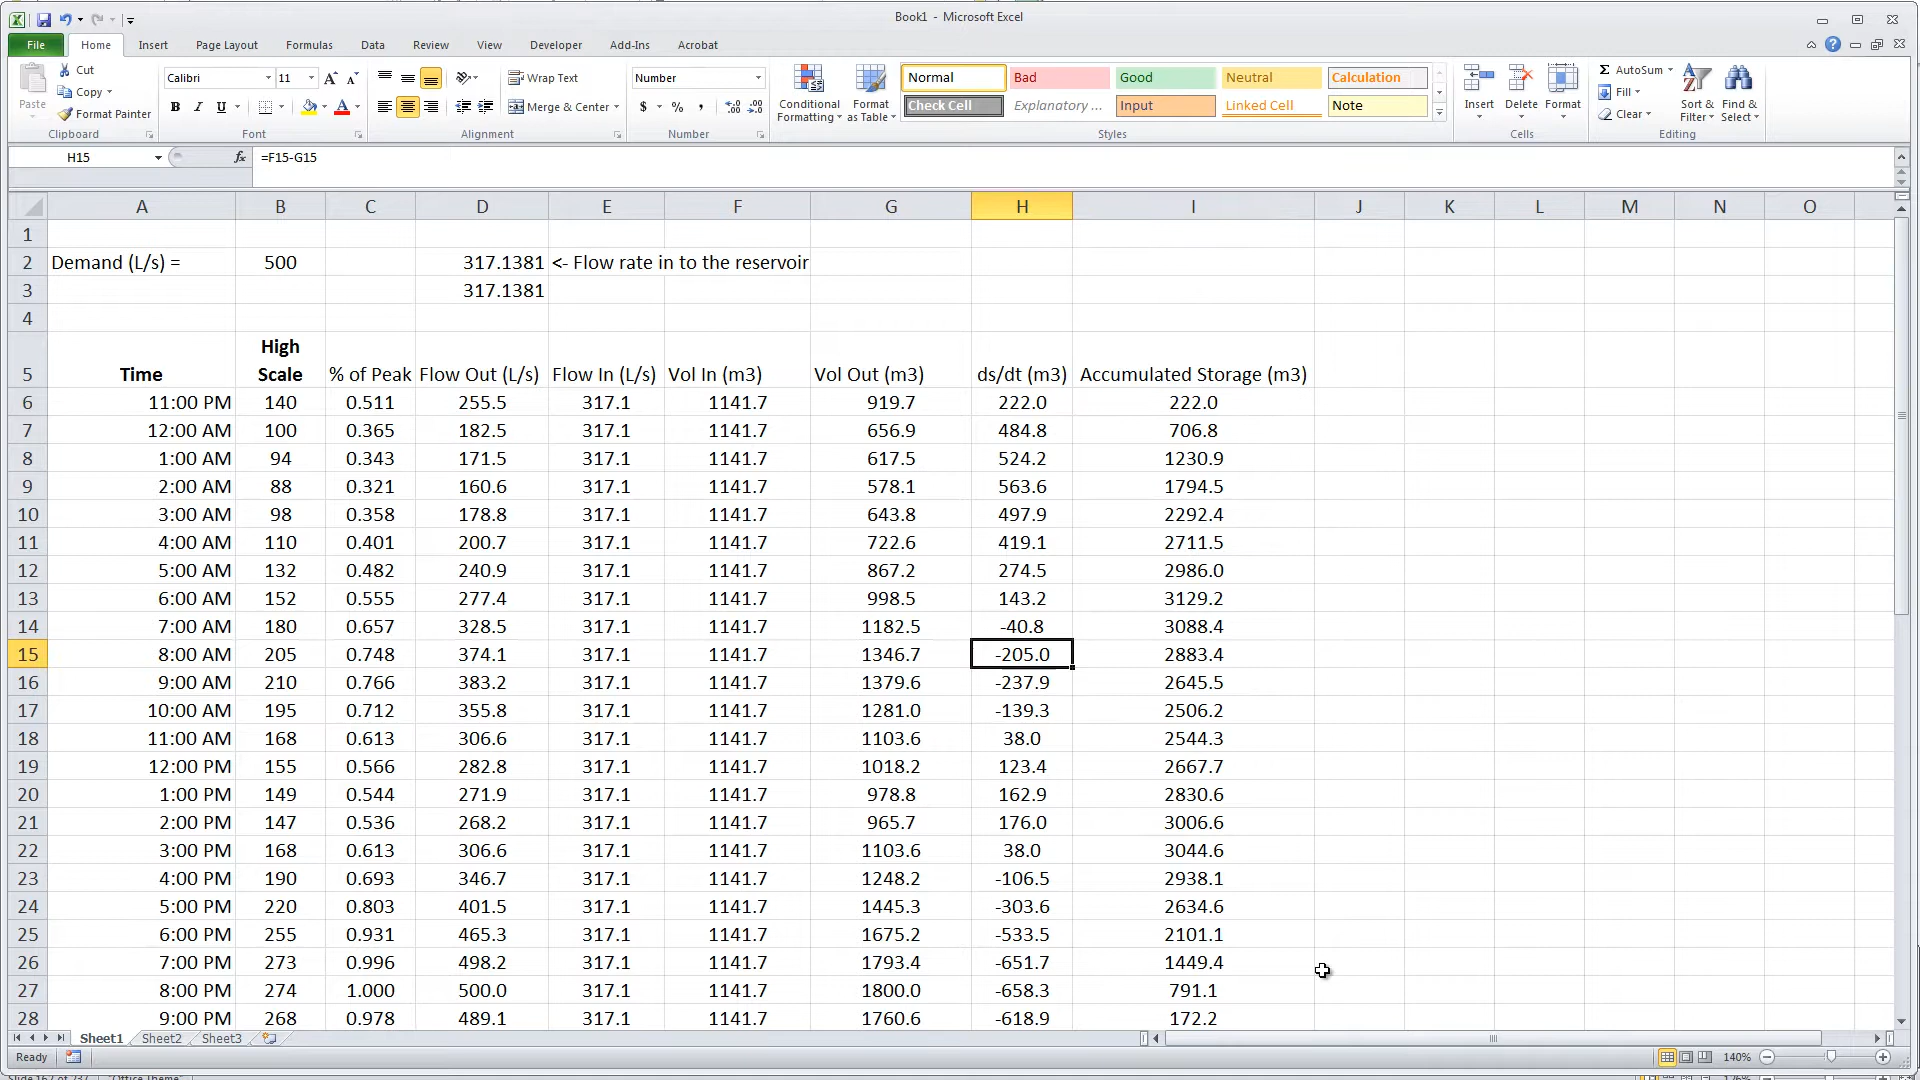 Book1 - Microsoft Excel
File Home Insert Page Layout Formulas Data Review View Developer Add-Ins Acrobat
Paste Cut Copy Format Painter Clipboard
Calibri 11 B I U Font
Wrap Text Merge & Center Alignment
Number $ % , Number
Conditional Formatting Format as Table Normal Bad Good Neutral Calculation
Check Cell Explanatory ... Input Linked Cell Note Styles
Insert Delete Format Cells
Σ AutoSum Fill Clear Sort & Filter Find & Select Editing
H15 fx =F15-G15
A B C D E F G H I J K L M N O
1
2 Demand (L/s) = 500 317.1381 <- Flow rate in to the reservoir
3 317.1381
4
5 Time High Scale % of Peak Flow Out (L/s) Flow In (L/s) Vol In (m3) Vol Out (m3) ds/dt (m3) Accumulated Storage (m3)
6 11:00 PM 140 0.511 255.5 317.1 1141.7 919.7 222.0 222.0
7 12:00 AM 100 0.365 182.5 317.1 1141.7 656.9 484.8 706.8
8 1:00 AM 94 0.343 171.5 317.1 1141.7 617.5 524.2 1230.9
9 2:00 AM 88 0.321 160.6 317.1 1141.7 578.1 563.6 1794.5
10 3:00 AM 98 0.358 178.8 317.1 1141.7 643.8 497.9 2292.4
11 4:00 AM 110 0.401 200.7 317.1 1141.7 722.6 419.1 2711.5
12 5:00 AM 132 0.482 240.9 317.1 1141.7 867.2 274.5 2986.0
13 6:00 AM 152 0.555 277.4 317.1 1141.7 998.5 143.2 3129.2
14 7:00 AM 180 0.657 328.5 317.1 1141.7 1182.5 -40.8 3088.4
15 8:00 AM 205 0.748 374.1 317.1 1141.7 1346.7 -205.0 2883.4
16 9:00 AM 210 0.766 383.2 317.1 1141.7 1379.6 -237.9 2645.5
17 10:00 AM 195 0.712 355.8 317.1 1141.7 1281.0 -139.3 2506.2
18 11:00 AM 168 0.613 306.6 317.1 1141.7 1103.6 38.0 2544.3
19 12:00 PM 155 0.566 282.8 317.1 1141.7 1018.2 123.4 2667.7
20 1:00 PM 149 0.544 271.9 317.1 1141.7 978.8 162.9 2830.6
21 2:00 PM 147 0.536 268.2 317.1 1141.7 965.7 176.0 3006.6
22 3:00 PM 168 0.613 306.6 317.1 1141.7 1103.6 38.0 3044.6
23 4:00 PM 190 0.693 346.7 317.1 1141.7 1248.2 -106.5 2938.1
24 5:00 PM 220 0.803 401.5 317.1 1141.7 1445.3 -303.6 2634.6
25 6:00 PM 255 0.931 465.3 317.1 1141.7 1675.2 -533.5 2101.1
26 7:00 PM 273 0.996 498.2 317.1 1141.7 1793.4 -651.7 1449.4
27 8:00 PM 274 1.000 500.0 317.1 1141.7 1800.0 -658.3 791.1
28 9:00 PM 268 0.978 489.1 317.1 1141.7 1760.6 -618.9 172.2
Sheet1 Sheet2 Sheet3
Ready 140%